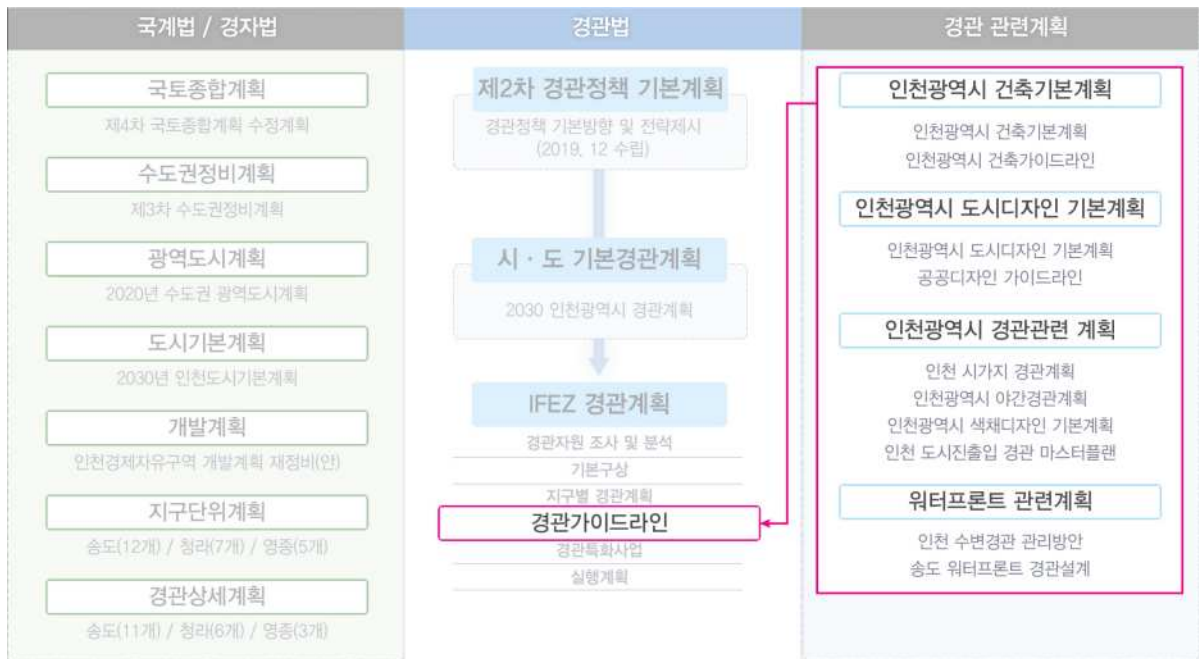 국계법 / 경자법
국토종합계획
제4차 국토종합계획 수정계획
수도권정비계획
제3차 수도권정비계획
광역도시계획
2020년 수도권 광역도시계획
도시기본계획
2030년 인천도시기본계획
개발계획
인천경제자유구역 개발계획 재정비(안)
지구단위계획
송도(12개) / 청라(7개) / 영종(5개)
경관상세계획
송도(11개) / 청라(6개) / 영종(3개)
경관법
제2차 경관정책 기본계획
경관정책 기본방향 및 전략제시
(2019. 12 수립)
시 · 도 기본경관계획
2030 인천광역시 경관계획
IFEZ 경관계획
경관자원 조사 및 분석
기본구상
지구별 경관계획
경관가이드라인
경관특화사업
실행계획
경관 관련계획
인천광역시 건축기본계획
인천광역시 건축기본계획
인천광역시 건축가이드라인
인천광역시 도시디자인 기본계획
인천광역시 도시디자인 기본계획
공공디자인 가이드라인
인천광역시 경관관련 계획
인천 시가지 경관계획
인천광역시 야간경관계획
인천광역시 색채디자인 기본계획
인천 도시진출입 경관 마스터플랜
워터프론트 관련계획
인천 수변경관 관리방안
송도 워터프론트 경관설계